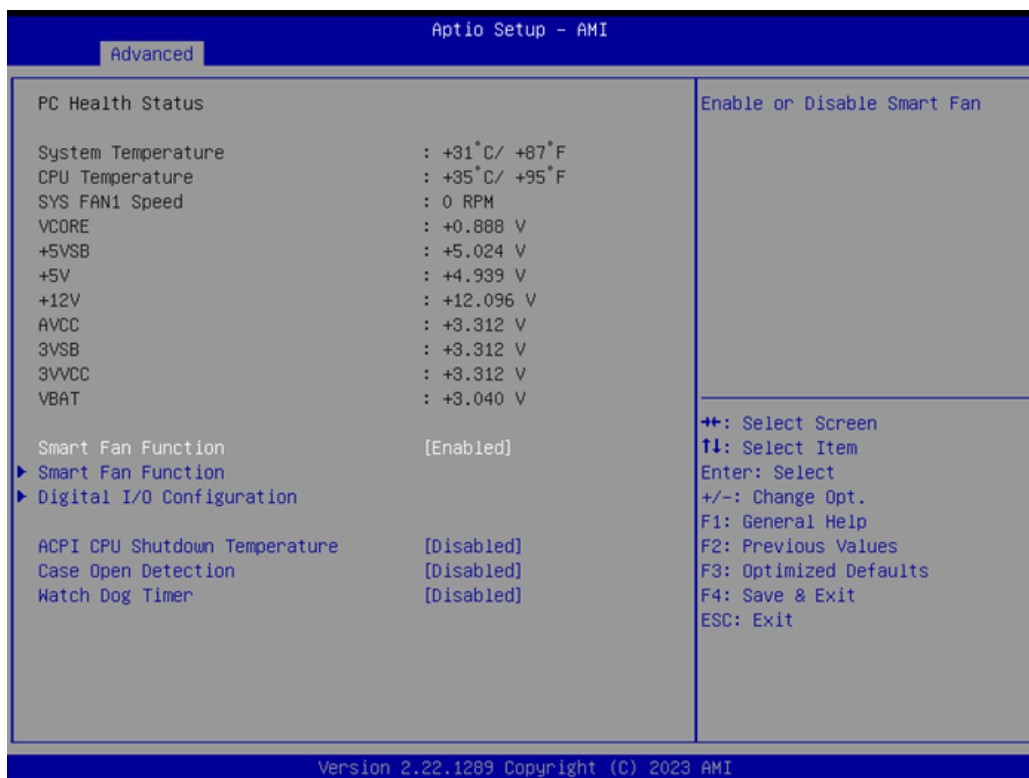 Aptio Setup - AMI
Advanced
PC Health Status
System Temperature : +31°C/ +87°F
CPU Temperature : +35°C/ +95°F
SYS FAN1 Speed : 0 RPM
VCORE : +0.888 V
+5VSB : +5.024 V
+5V : +4.939 V
+12V : +12.096 V
AVCC : +3.312 V
3VSB : +3.312 V
3VVCC : +3.312 V
VBAT : +3.040 V
Smart Fan Function [Enabled]
Smart Fan Function
Digital I/O Configuration
ACPI CPU Shutdown Temperature [Disabled]
Case Open Detection [Disabled]
Watch Dog Timer [Disabled]
Enable or Disable Smart Fan
→←: Select Screen
↑↓: Select Item
Enter: Select
+/-: Change Opt.
F1: General Help
F2: Previous Values
F3: Optimized Defaults
F4: Save & Exit
ESC: Exit
Version 2.22.1289 Copyright (C) 2023 AMI